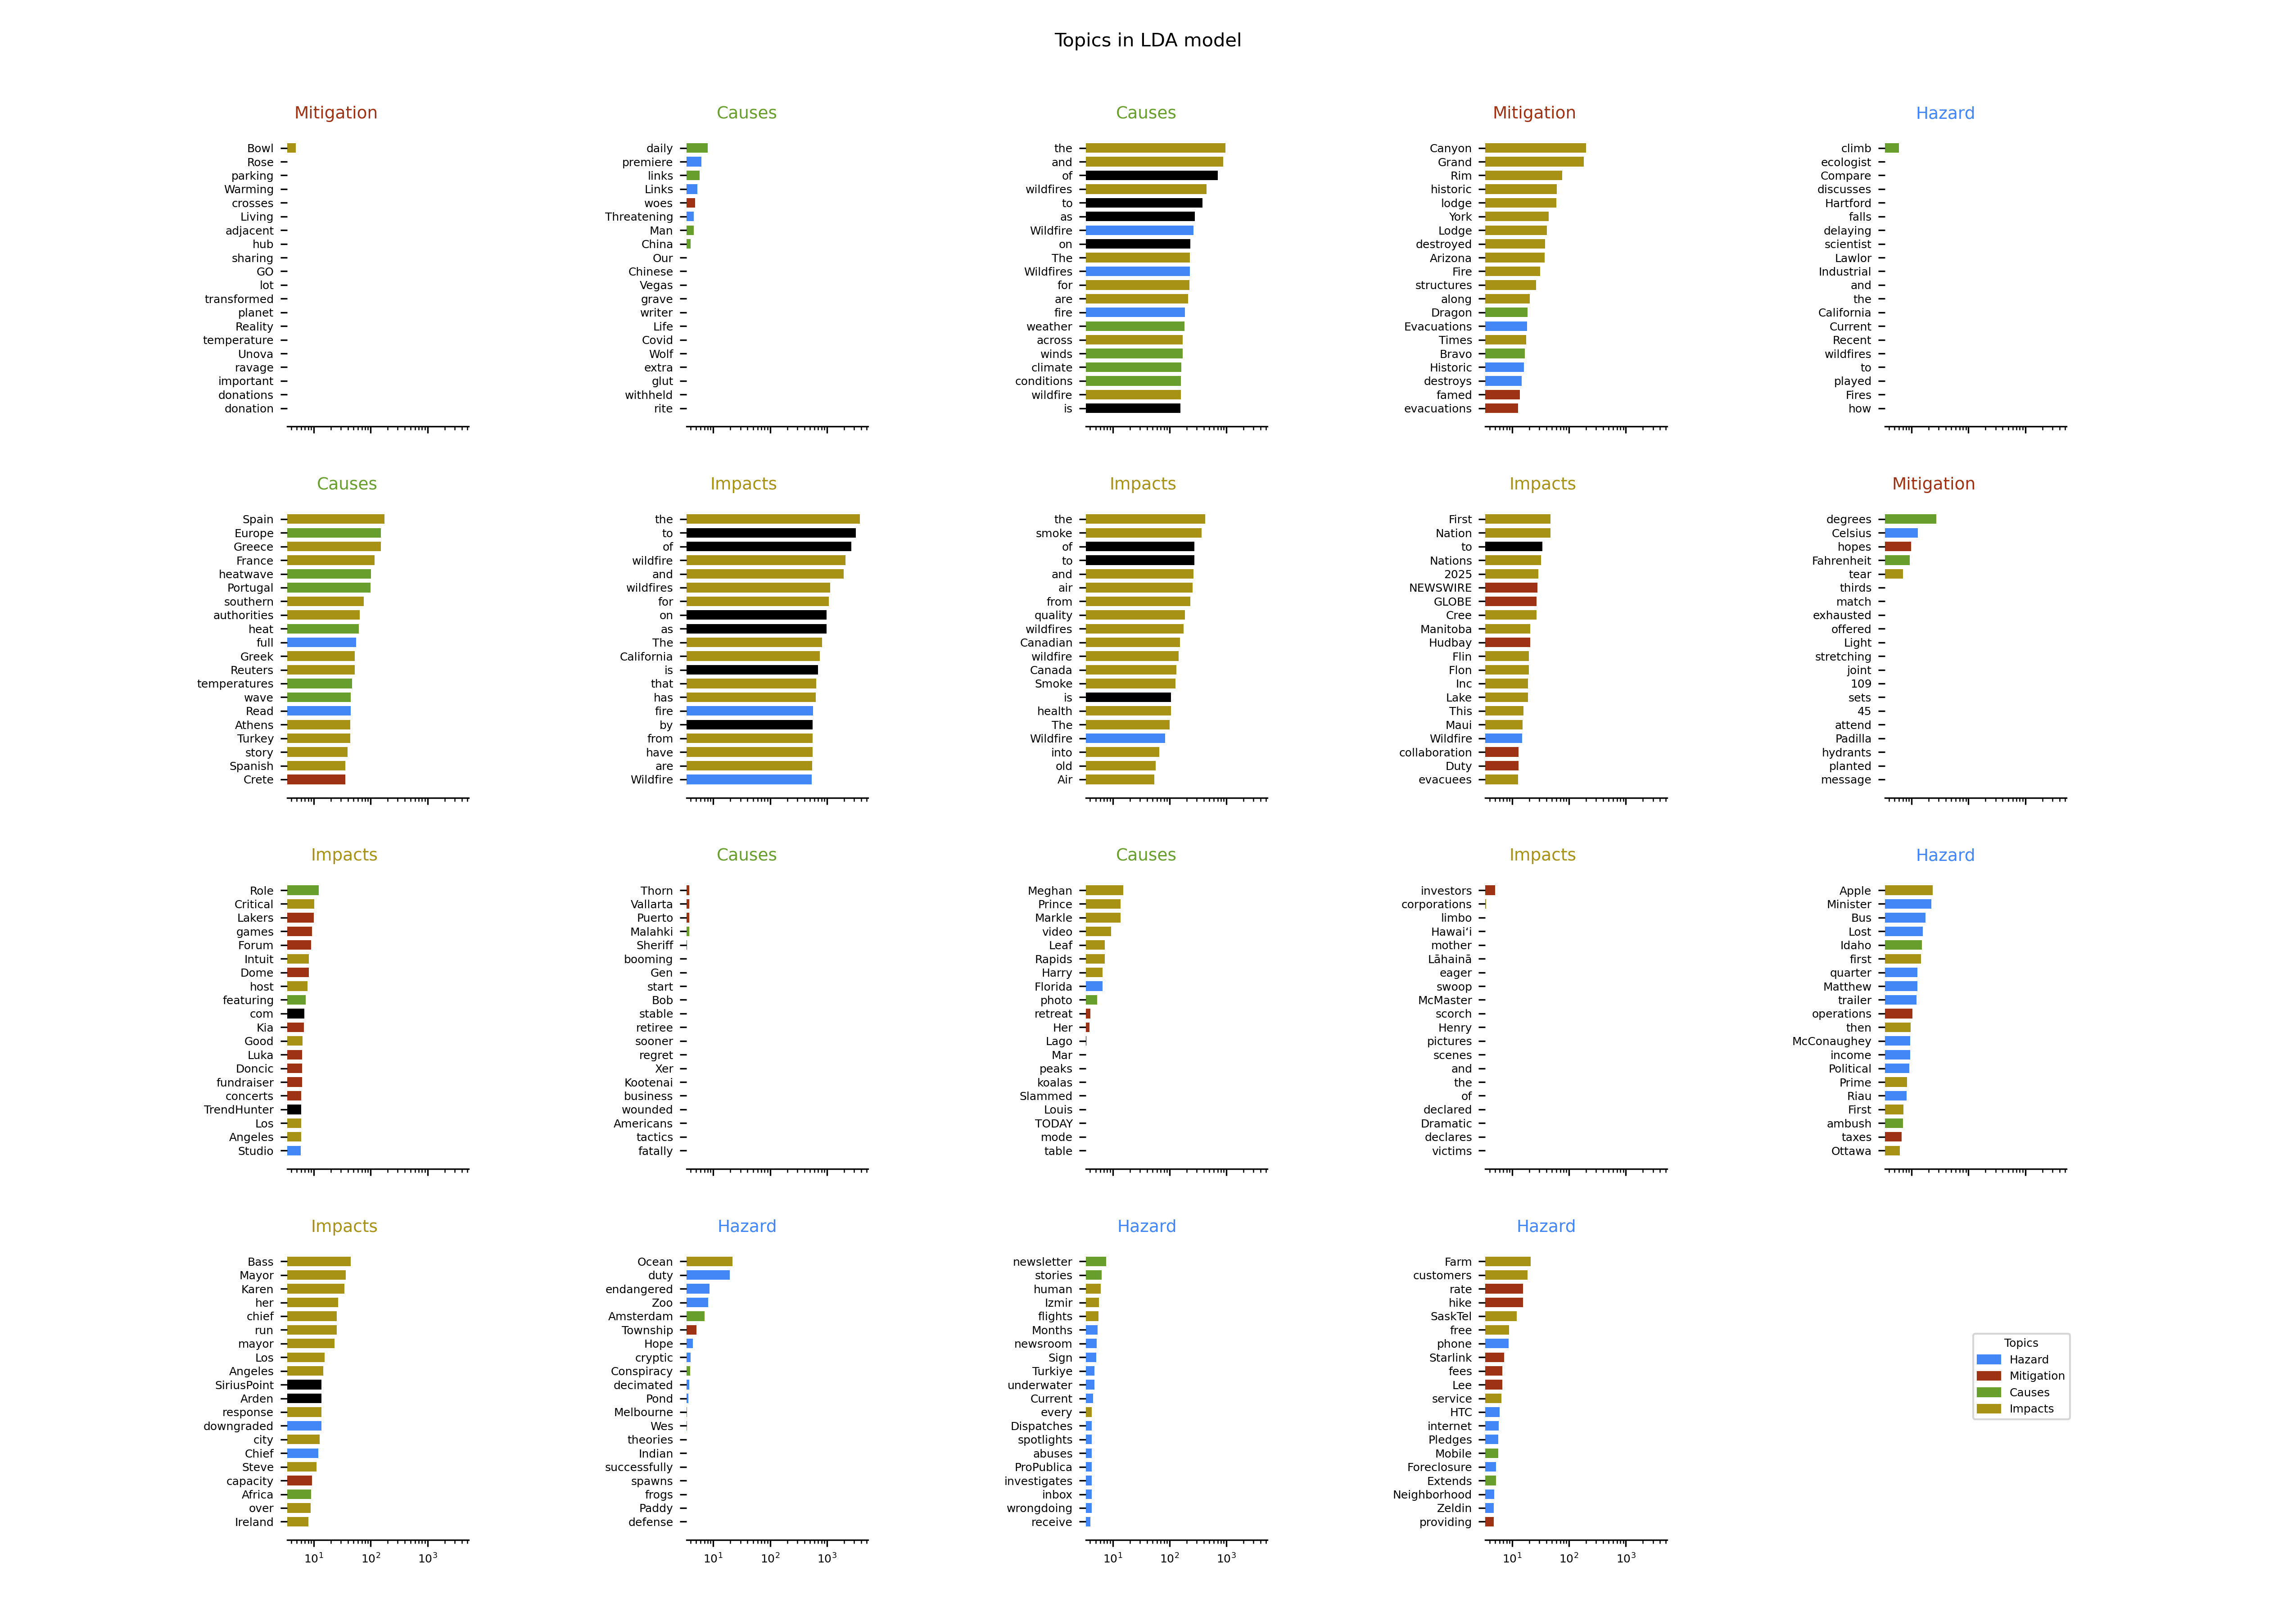 Topics in LDA model
Mitigation
Bowl
Rose
parking
Warming
crosses
Living
adjacent
hub
sharing
GO
lot
transformed
planet
Reality
temperature
Unova
ravage
important
donations
donation
Causes
daily
premiere
links
Links
woes
Threatening
Man
China
Our
Chinese
Vegas
grave
writer
Life
Covid
Wolf
extra
glut
withheld
rite
Causes
the
and
of
wildfires
to
as
Wildfire
on
The
Wildfires
for
are
fire
weather
across
winds
climate
conditions
wildfire
is
Mitigation
Canyon
Grand
Rim
historic
lodge
York
Lodge
destroyed
Arizona
Fire
structures
along
Dragon
Evacuations
Times
Bravo
Historic
destroys
famed
evacuations
Hazard
climb
ecologist
Compare
discusses
Hartford
falls
delaying
scientist
Lawlor
Industrial
and
the
California
Current
Recent
wildfires
to
played
Fires
how
Causes
Spain
Europe
Greece
France
heatwave
Portugal
southern
authorities
heat
full
Greek
Reuters
temperatures
wave
Read
Athens
Turkey
story
Spanish
Crete
Impacts
the
to
of
wildfire
and
wildfires
for
on
as
The
California
is
that
has
fire
by
from
have
are
Wildfire
Impacts
the
smoke
of
to
and
air
from
quality
wildfires
Canadian
wildfire
Canada
Smoke
is
health
The
Wildfire
into
old
Air
Impacts
First
Nation
to
Nations
2025
NEWSWIRE
GLOBE
Cree
Manitoba
Hudbay
Flin
Flon
Inc
Lake
This
Maui
Wildfire
collaboration
Duty
evacuees
Mitigation
degrees
Celsius
hopes
Fahrenheit
tear
thirds
match
exhausted
offered
Light
stretching
joint
109
sets
45
attend
Padilla
hydrants
planted
message
Impacts
Role
Critical
Lakers
games
Forum
Intuit
Dome
host
featuring
com
Kia
Good
Luka
Doncic
fundraiser
concerts
TrendHunter
Los
Angeles
Studio
Causes
Thorn
Vallarta
Puerto
Malahki
Sheriff
booming
Gen
start
Bob
stable
retiree
sooner
regret
Xer
Kootenai
business
wounded
Americans
tactics
fatally
Causes
Meghan
Prince
Markle
video
Leaf
Rapids
Harry
Florida
photo
retreat
Her
Lago
Mar
peaks
koalas
Slammed
Louis
TODAY
mode
table
Impacts
investors
corporations
limbo
Hawaiʻi
mother
Lāhainā
eager
swoop
McMaster
scorch
Henry
pictures
scenes
and
the
of
declared
Dramatic
declares
victims
Hazard
Apple
Minister
Bus
Lost
Idaho
first
quarter
Matthew
trailer
operations
then
McConaughey
income
Political
Prime
Riau
First
ambush
taxes
Ottawa
Impacts
Bass
Mayor
Karen
her
chief
run
mayor
Los
Angeles
SiriusPoint
Arden
response
downgraded
city
Chief
Steve
capacity
Africa
over
Ireland
10¹ 10² 10³
Hazard
Ocean
duty
endangered
Zoo
Amsterdam
Township
Hope
cryptic
Conspiracy
decimated
Pond
Melbourne
Wes
theories
Indian
successfully
spawns
frogs
Paddy
defense
10¹ 10² 10³
Hazard
newsletter
stories
human
Izmir
flights
Months
newsroom
Sign
Turkiye
underwater
Current
every
Dispatches
spotlights
abuses
ProPublica
investigates
inbox
wrongdoing
receive
10¹ 10² 10³
Hazard
Farm
customers
rate
hike
SaskTel
free
phone
Starlink
fees
Lee
service
HTC
internet
Pledges
Mobile
Foreclosure
Extends
Neighborhood
Zeldin
providing
10¹ 10² 10³
Topics
Hazard
Mitigation
Causes
Impacts